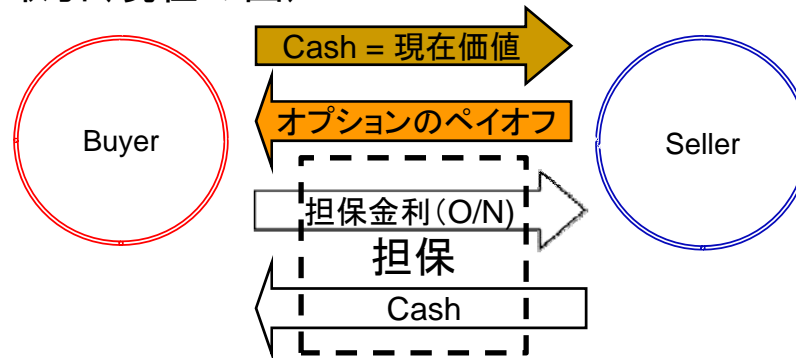 Cash = 現在価値
オプションのペイオフ
Buyer
Seller
担保金利(O/N)
担保
Cash